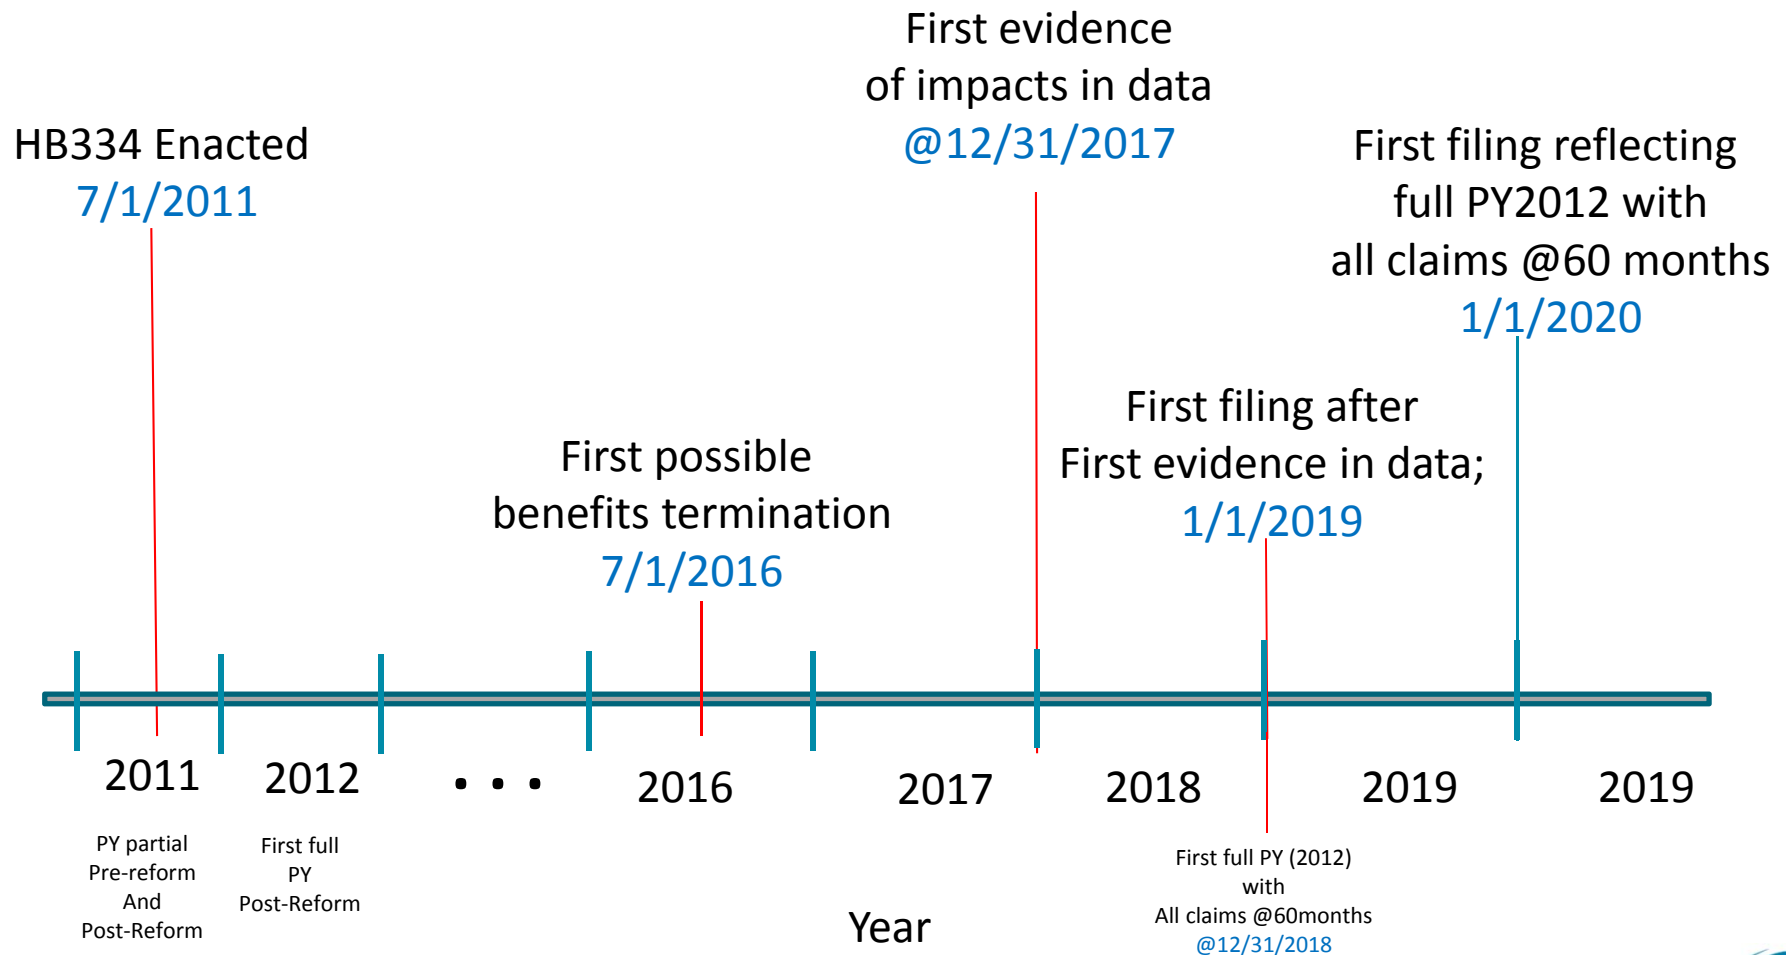 First evidence
of impacts in data
@12/31/2017
HB334 Enacted
7/1/2011
First filing reflecting
full PY2012 with
all claims @60 months
1/1/2020
First filing after
First evidence in data;
1/1/2019
First possible
benefits termination
7/1/2016
2011
2012
. . .
2016
2017
2018
2019
2019
PY partial
Pre-reform
And
Post-Reform
First full
PY
Post-Reform
First full PY (2012)
with
All claims @60months
@12/31/2018
Year